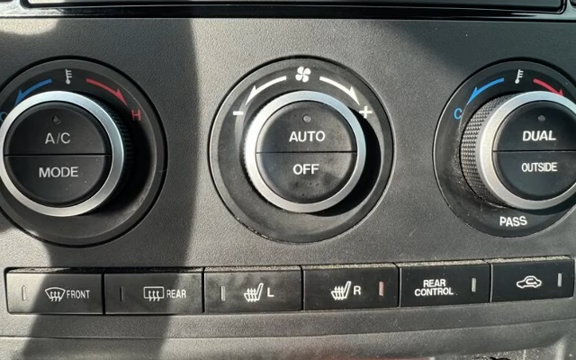 C H
A/C
MODE
- +
AUTO
OFF
C
DUAL
OUTSIDE
PASS
FRONT
REAR
L
R
REAR
CONTROL